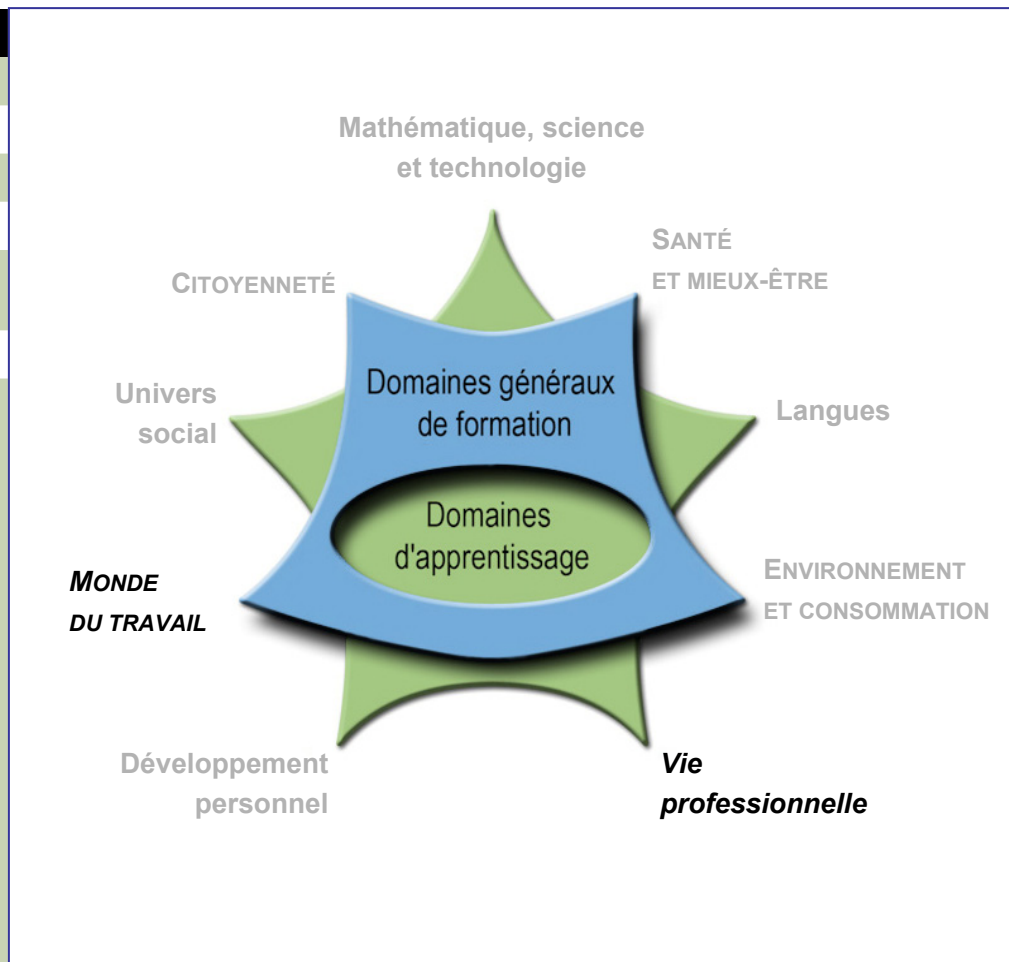 Mathématique, science
et technologie
SANTÉ
ET MIEUX-ÊTRE
CITOYENNETÉ
Domaines généraux
de formation
Univers
social
Langues
Domaines
d'apprentissage
MONDE
DU TRAVAIL
ENVIRONNEMENT
ET CONSOMMATION
Développement
personnel
Vie
professionnelle